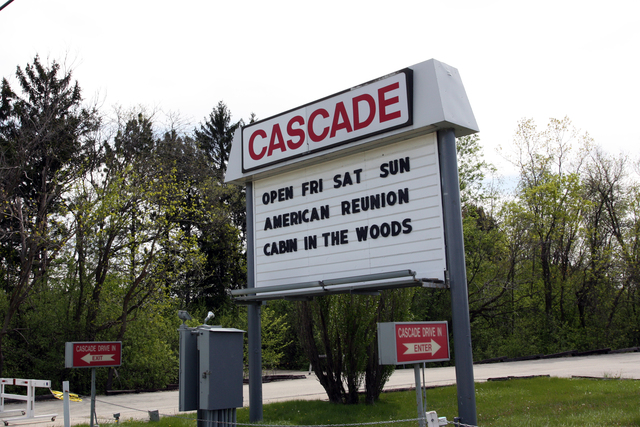 CASCADE
OPEN FRI SAT SUN
AMERICAN REUNION
CABIN IN THE WOODS
CASCADE DRIVE IN
EXIT
CASCADE DRIVE IN
ENTER